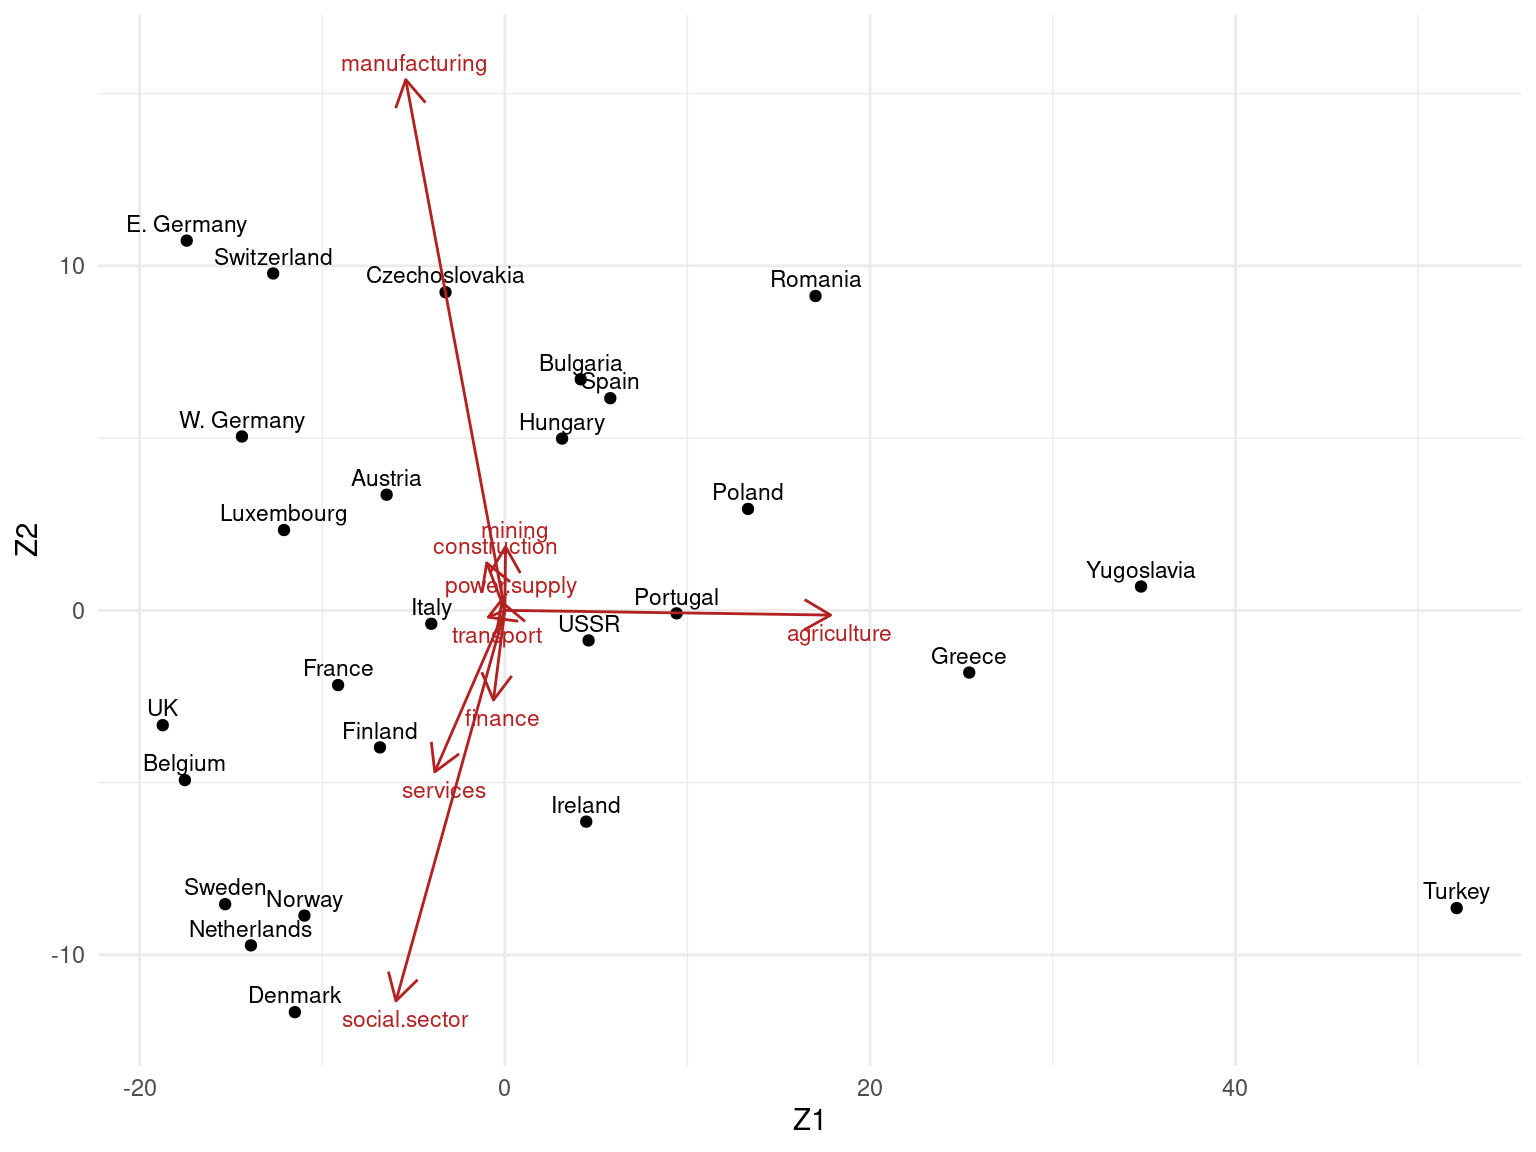 manufacturing
E. Germany
Switzerland
Czechoslovakia
Romania
Bulgaria
Spain
W. Germany
Hungary
Austria
Poland
Luxembourg
mining
construction
power.supply
Yugoslavia
Italy
Portugal
USSR
transport
agriculture
Greece
France
UK
finance
Finland
Belgium
services
Ireland
Sweden
Norway
Netherlands
Turkey
Denmark
social.sector
10
0
-10
Z2
-20
0
20
40
Z1